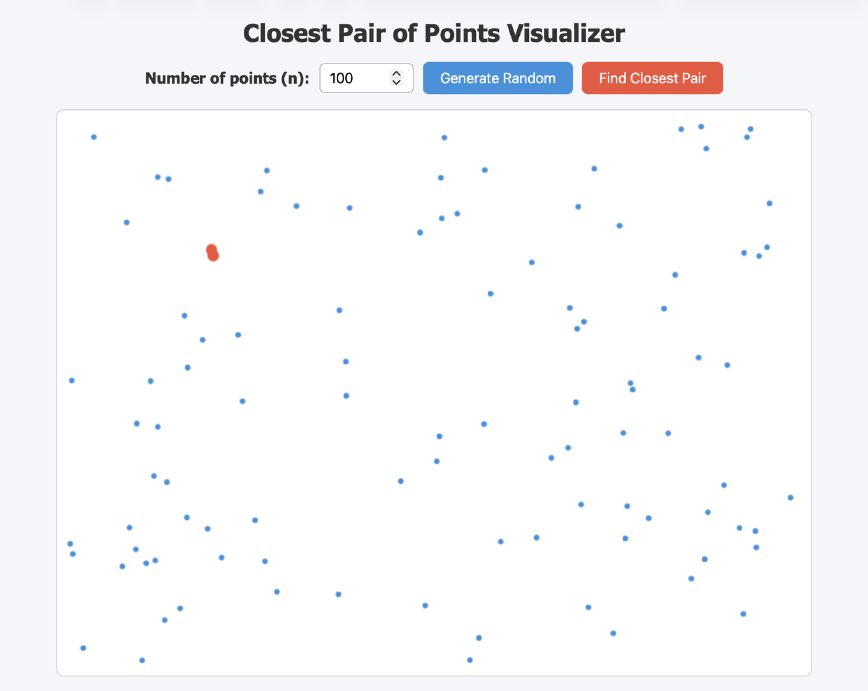 Closest Pair of Points Visualizer
Number of points (n): 100 Generate Random Find Closest Pair